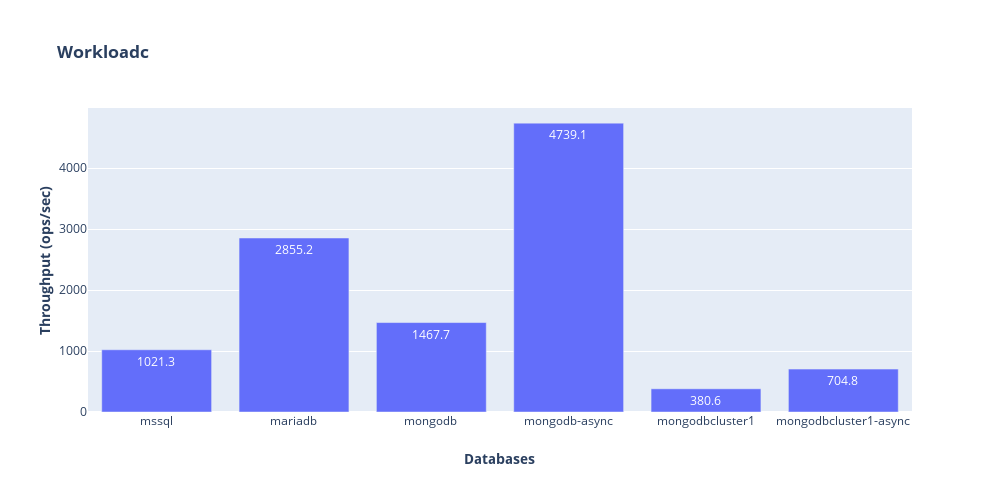 Workloadc
Throughput (ops/sec)
4000
3000
2000
1000
0
1021.3
2855.2
1467.7
4739.1
380.6
704.8
mssql
mariadb
mongodb
mongodb-async
mongodbcluster1
mongodbcluster1-async
Databases